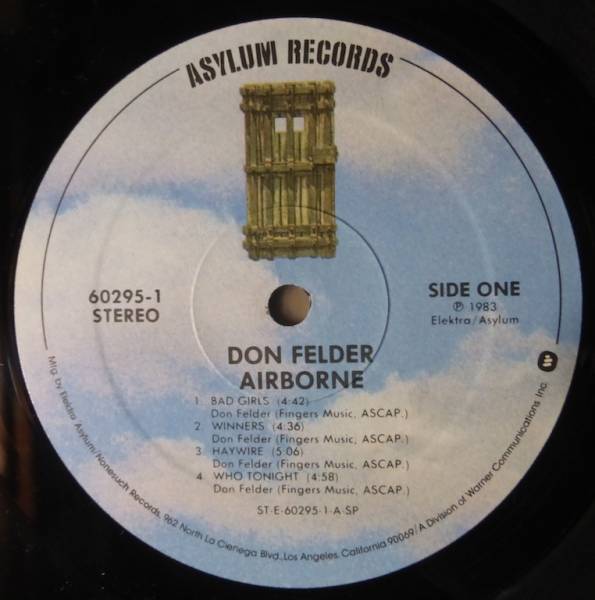 ASYLUM RECORDS
60295-1
STEREO
SIDE ONE
℗ 1983
Elektra/Asylum
DON FELDER
AIRBORNE
1. BAD GIRLS (4:42)
Don Felder (Fingers Music, ASCAP.)
2. WINNERS (4:36)
Don Felder (Fingers Music, ASCAP.)
3. HAYWIRE (5:06)
Don Felder (Fingers Music, ASCAP.)
4. WHO TONIGHT (4:58)
Don Felder (Fingers Music, ASCAP.)
ST-E-60295-1-A-SP
Mfg. by Elektra Asylum/Nonesuch Records, 962 North La Cienega Blvd., Los Angeles, California 90069/A Division of Warner Communications Inc.